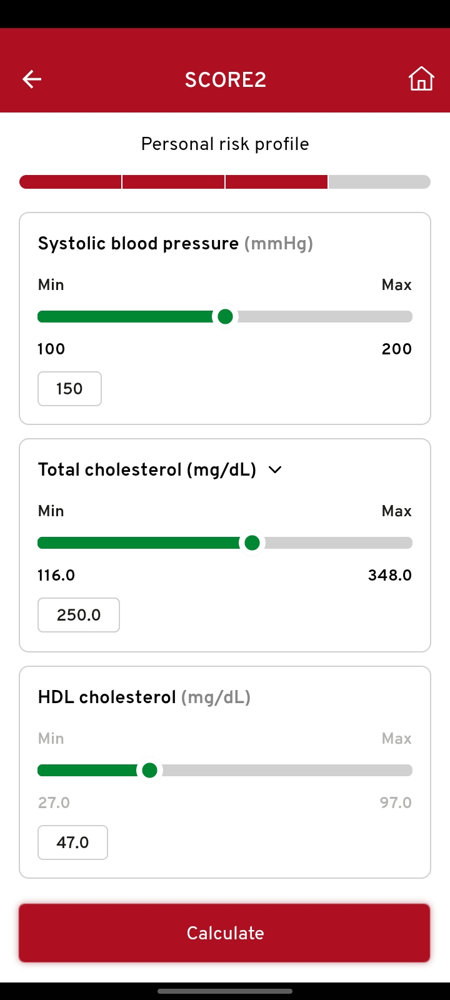 SCORE2
Personal risk profile
Systolic blood pressure (mmHg)
Min Max
100 200
150
Total cholesterol (mg/dL)
Min Max
116.0 348.0
250.0
HDL cholesterol (mg/dL)
Min Max
27.0 97.0
47.0
Calculate